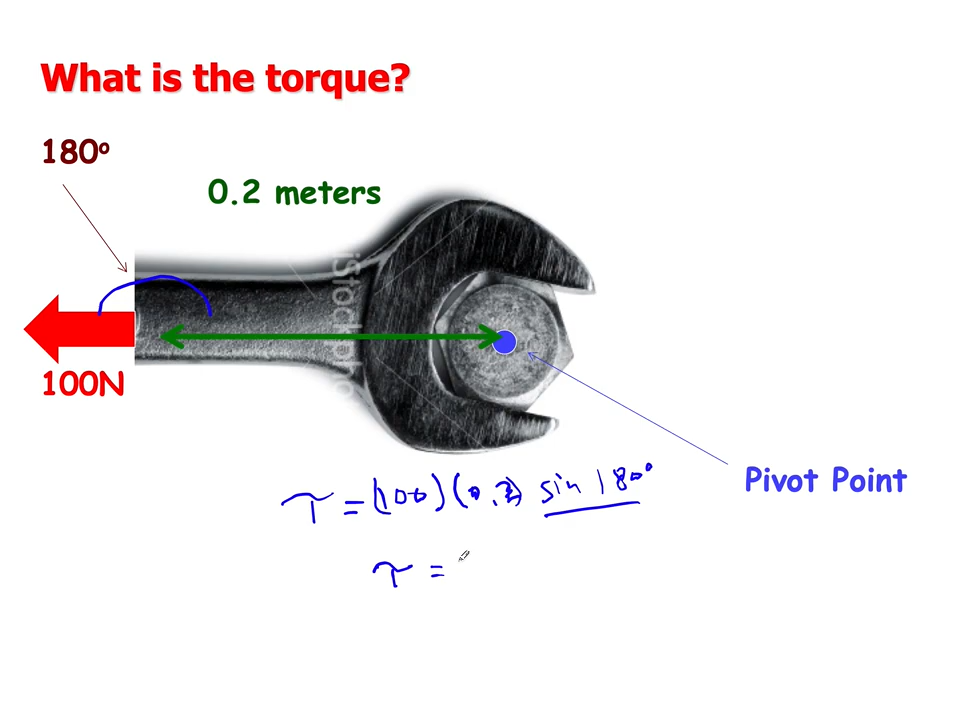 What is the torque?
180°
0.2 meters
100N
Pivot Point
τ = (100)(0.2) sin 180°
τ =